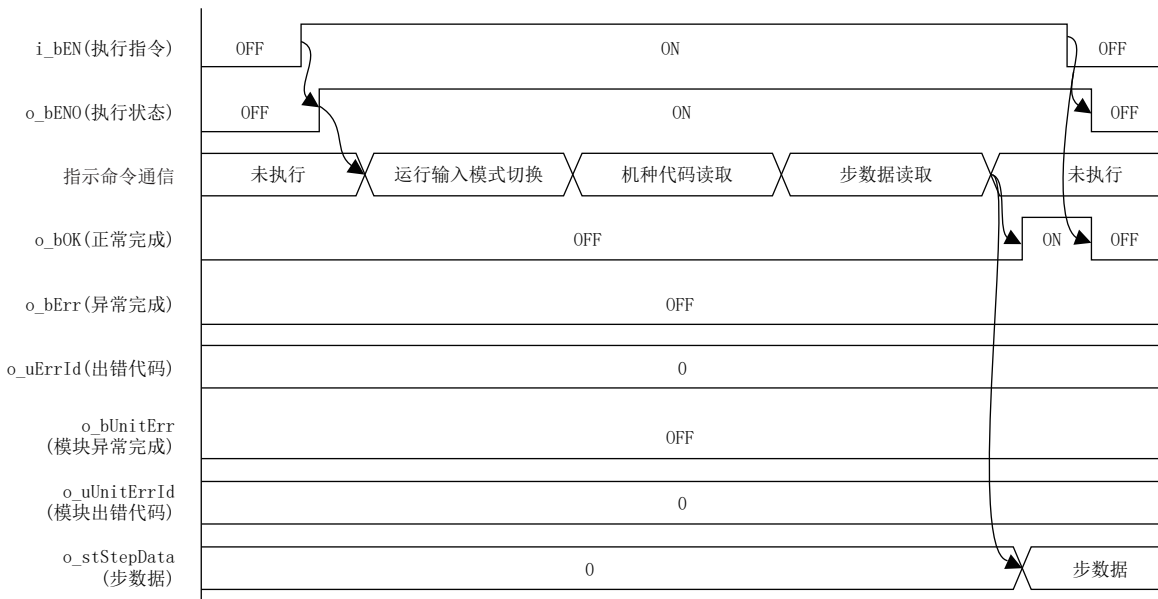 i_bEN(执行指令) OFF ON OFF
o_bENO(执行状态) OFF ON OFF
指示命令通信 未执行 运行输入模式切换 机种代码读取 步数据读取 未执行
o_bOK(正常完成) OFF ON OFF
o_bErr(异常完成) OFF
o_uErrId(出错代码) 0
o_bUnitErr
(模块异常完成) OFF
o_uUnitErrId
(模块出错代码) 0
o_stStepData
(步数据) 0 步数据